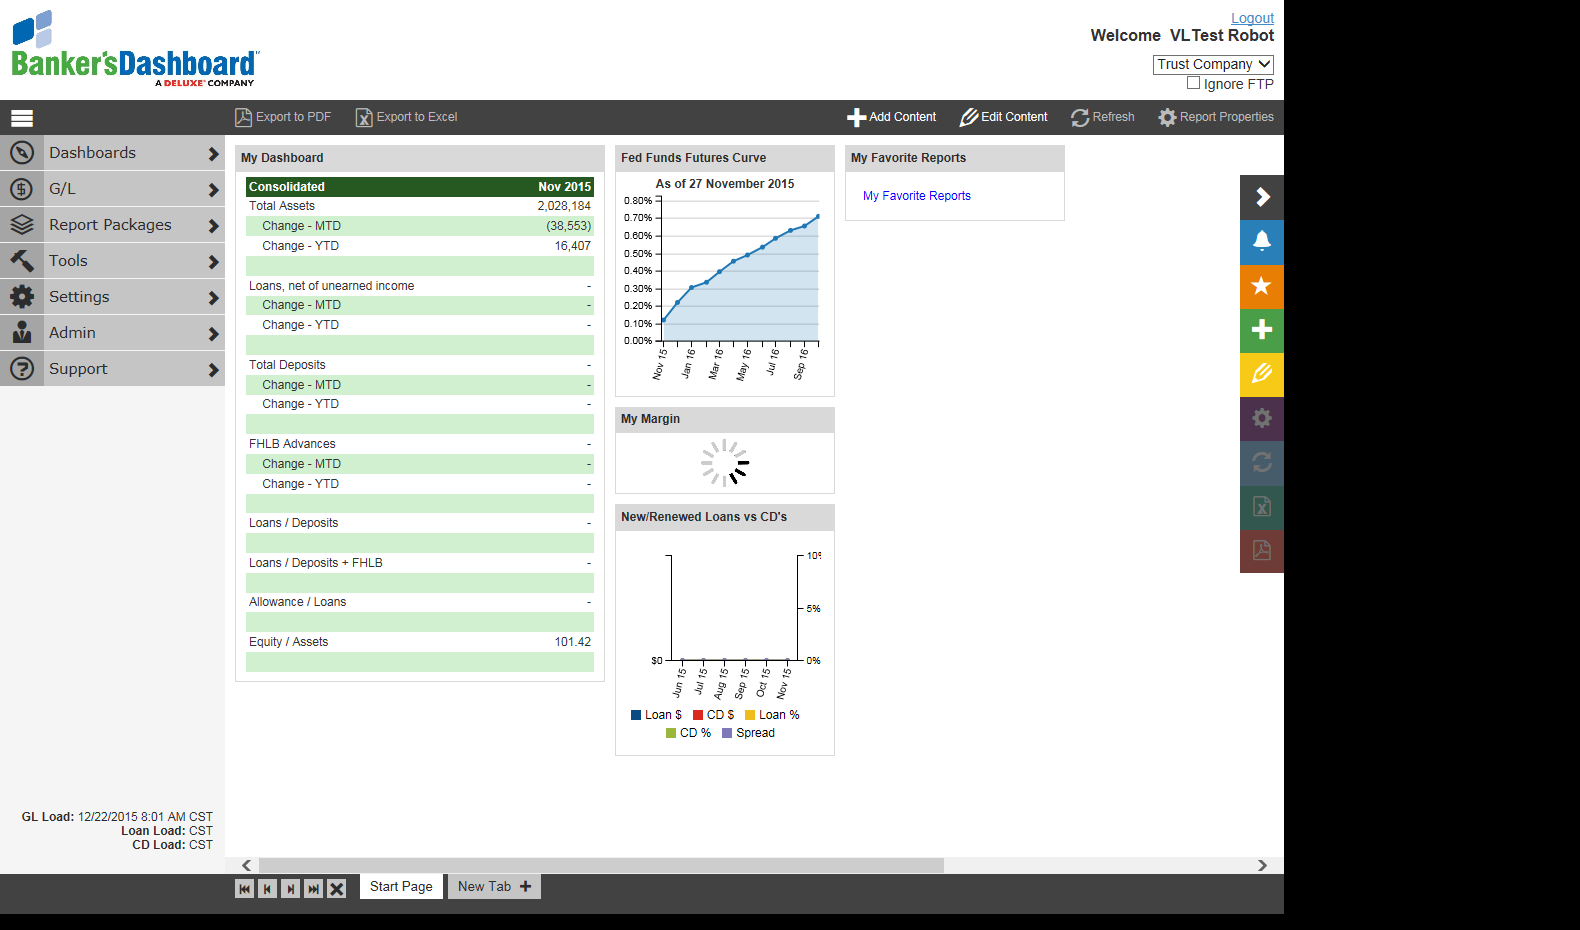 Logout
Welcome VLTest Robot
Banker'sDashboard
A DELUXE COMPANY
Trust Company
Ignore FTP
Export to PDF Export to Excel Add Content Edit Content Refresh Report Properties
Dashboards
G/L
Report Packages
Tools
Settings
Admin
Support
GL Load: 12/22/2015 8:01 AM CST
Loan Load: CST
CD Load: CST
My Dashboard
Consolidated Nov 2015
Total Assets 2,028,184
Change - MTD (38,553)
Change - YTD 16,407
Loans, net of unearned income -
Change - MTD -
Change - YTD -
Total Deposits -
Change - MTD -
Change - YTD -
FHLB Advances -
Change - MTD -
Change - YTD -
Loans / Deposits -
Loans / Deposits + FHLB -
Allowance / Loans -
Equity / Assets 101.42
Fed Funds Futures Curve
As of 27 November 2015
0.80%
0.70%
0.60%
0.50%
0.40%
0.30%
0.20%
0.10%
0.00%
Nov 15 Jan 16 Mar 16 May 16 Jul 16 Sep 16
My Margin
New/Renewed Loans vs CD's
10%
5%
$0 0%
Jun 15 Jul 15 Aug 15 Sep 15 Oct 15 Nov 15
Loan $ CD $ Loan %
CD % Spread
My Favorite Reports
My Favorite Reports
Start Page New Tab